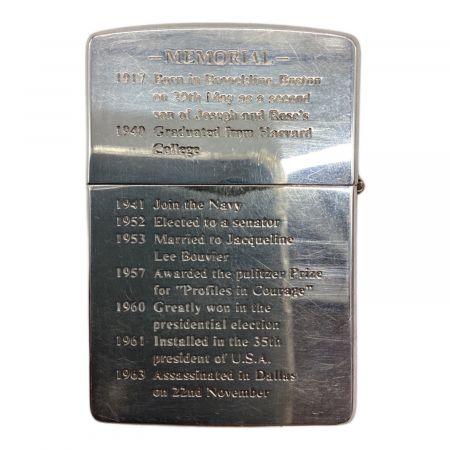 - MEMORIAL -
1917 Born in Broockline, Boston
on 29th May as a second
son of Joseph and Rose's
1940 Graduated from Harvard
College
1941 Join the Navy
1952 Elected to a senator
1953 Married to Jacqueline
Lee Bouvier
1957 Awarded the pulitzer Prize
for "Profiles in Courage"
1960 Greatly won in the
presidential election
1961 Installed in the 35th
president of U.S.A.
1963 Assassinated in Dallas
on 22nd November